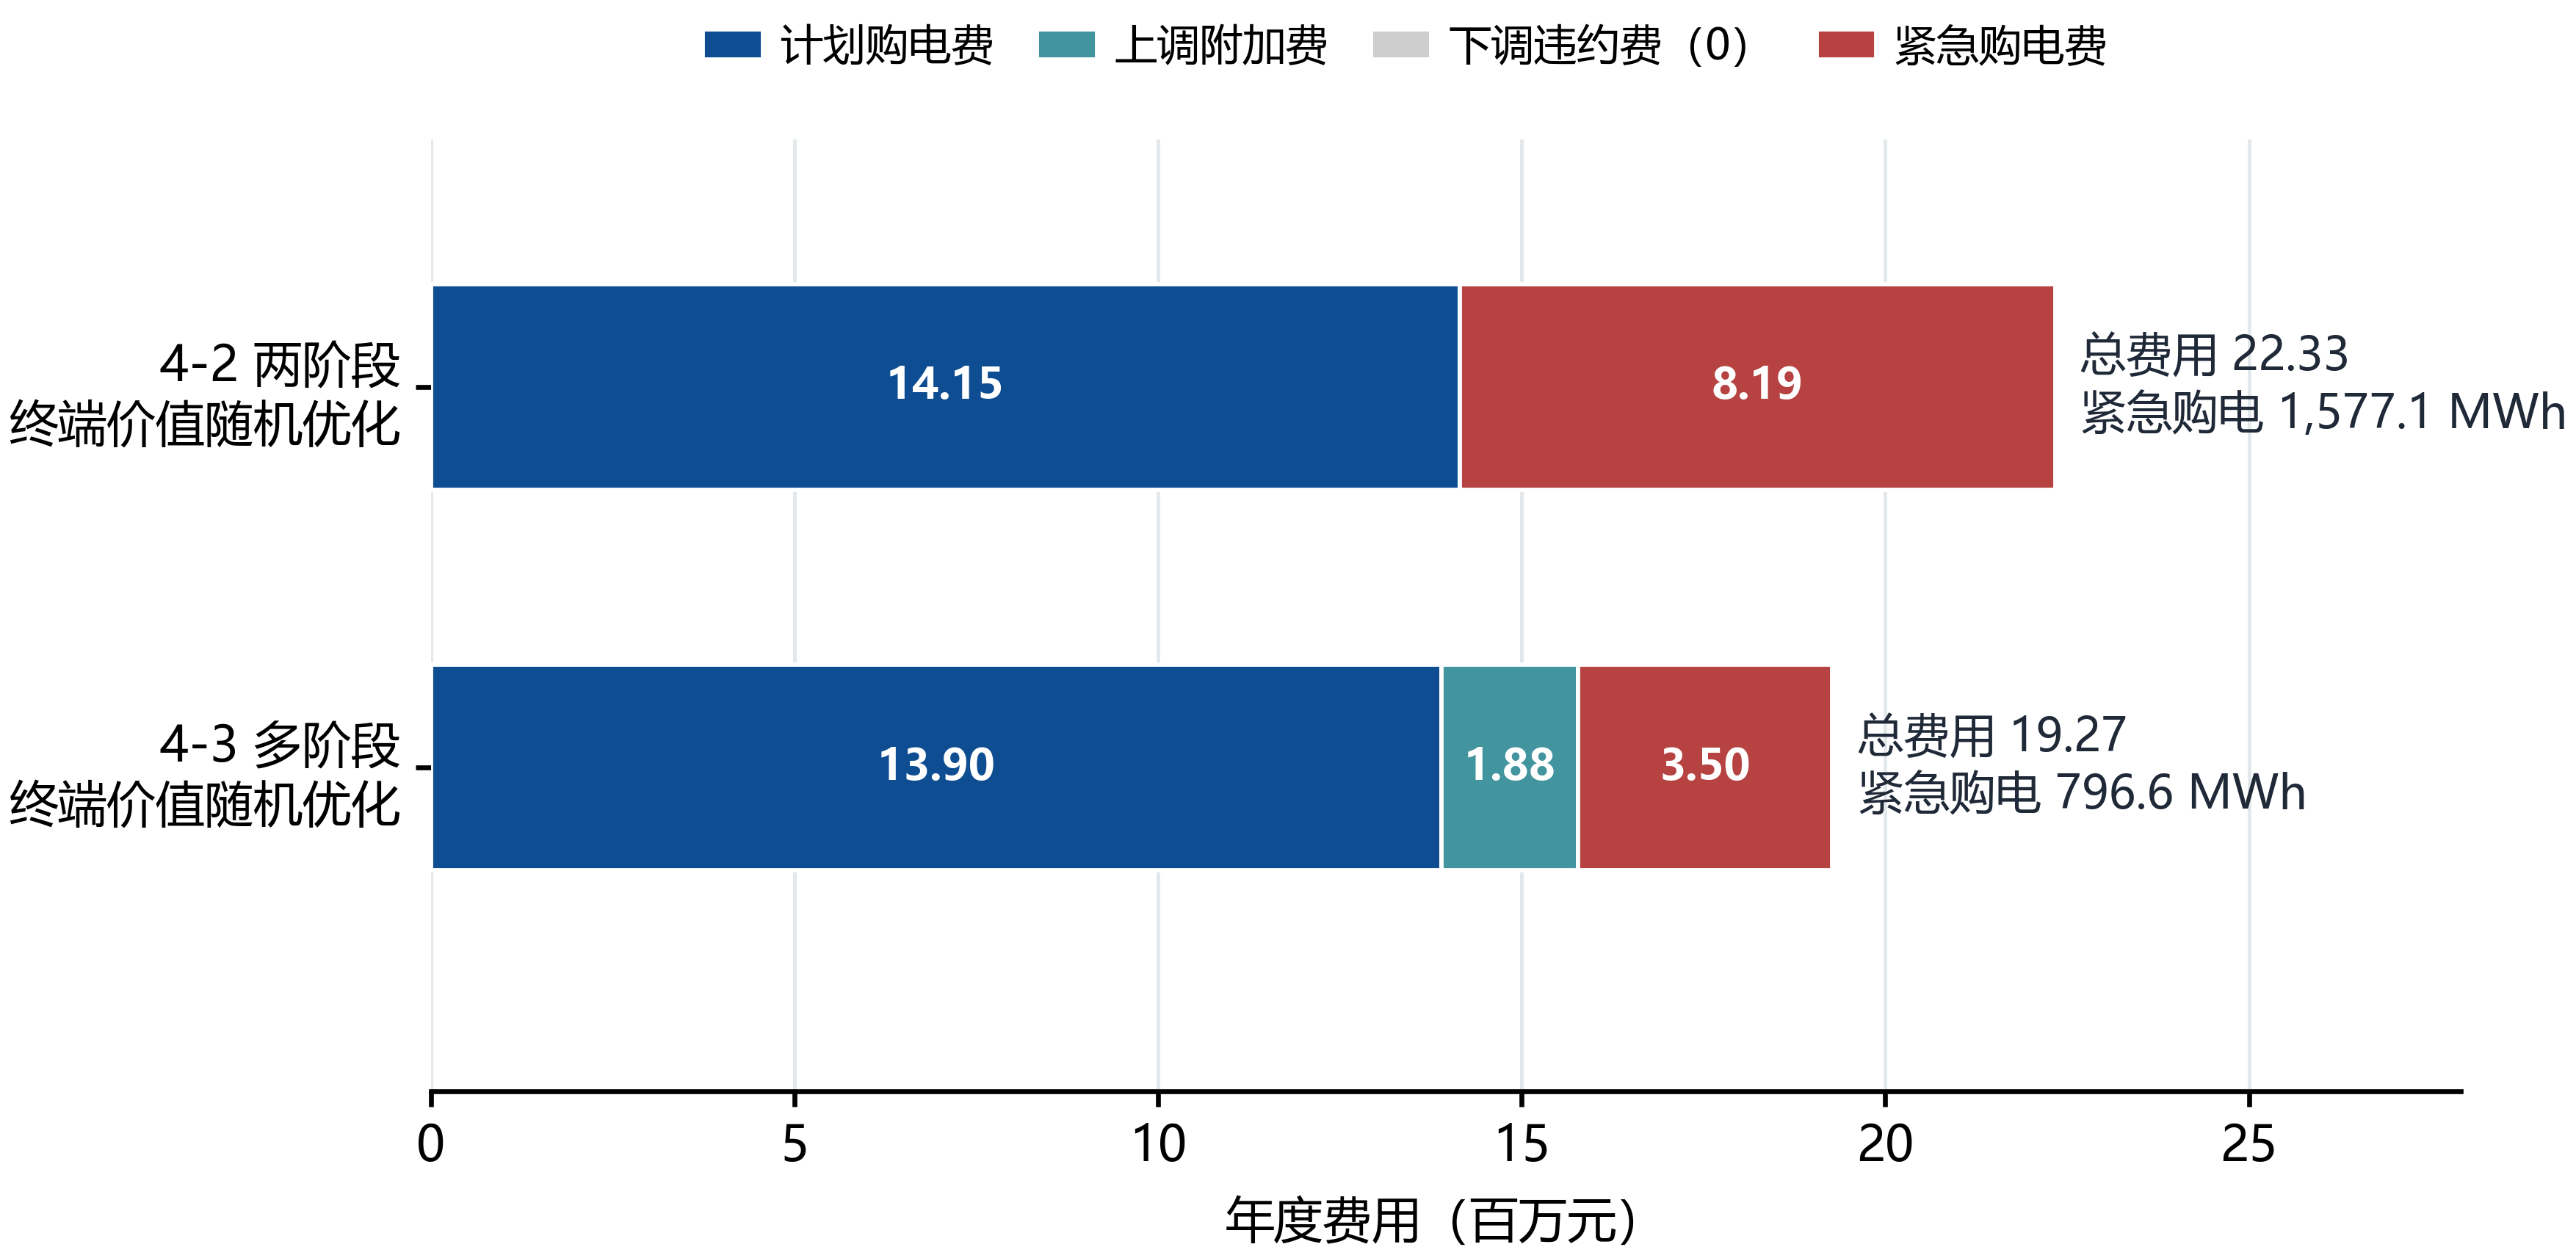 计划购电费 上调附加费 下调违约费（0） 紧急购电费
4-2 两阶段
终端价值随机优化
14.15
8.19
总费用 22.33
紧急购电 1,577.1 MWh
4-3 多阶段
终端价值随机优化
13.90
1.88
3.50
总费用 19.27
紧急购电 796.6 MWh
0 5 10 15 20 25
年度费用（百万元）